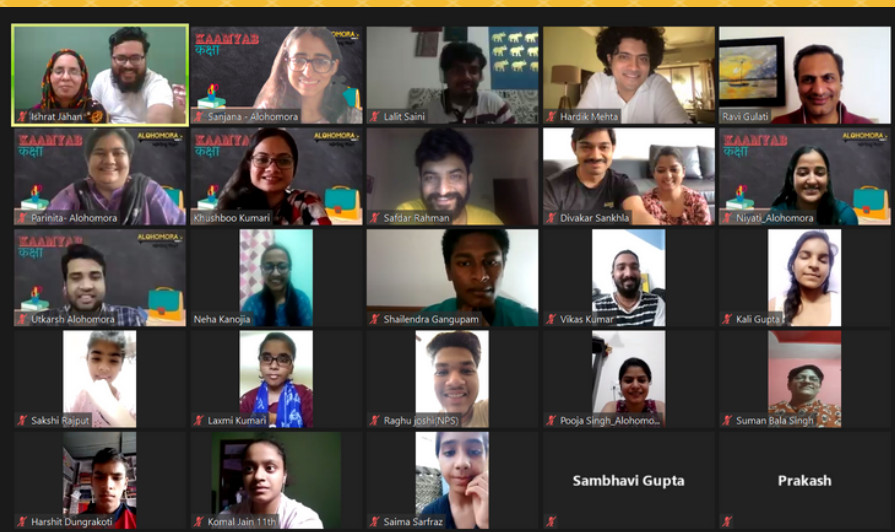 KAAMYAB
कक्षा
Ishrat Jahan
Sanjana - Alohomora
Lalit Saini
Hardik Mehta
Ravi Gulati
KAAMYAB
कक्षा
ALOHOMORA
Parinita- Alohomora
KAAMYAB
कक्षा
ALOHOMORA
Khushboo Kumari
Safdar Rahman
Divakar Sankhla
KAAMYAB
कक्षा
ALOHOMORA
Niyati_Alohomora
KAAMYAB
कक्षा
ALOHOMORA
Utkarsh Alohomora
Neha Kanojia
Shailendra Gangupam
Vikas Kumar
Kali Gupta
Sakshi Rajput
Laxmi Kumari
Raghu joshi (NPS)
Pooja Singh_Alohomo...
Suman Bala Singh
Harshit Dungrakoti
Komal Jain 11th
Saima Sarfraz
Sambhavi Gupta
Prakash